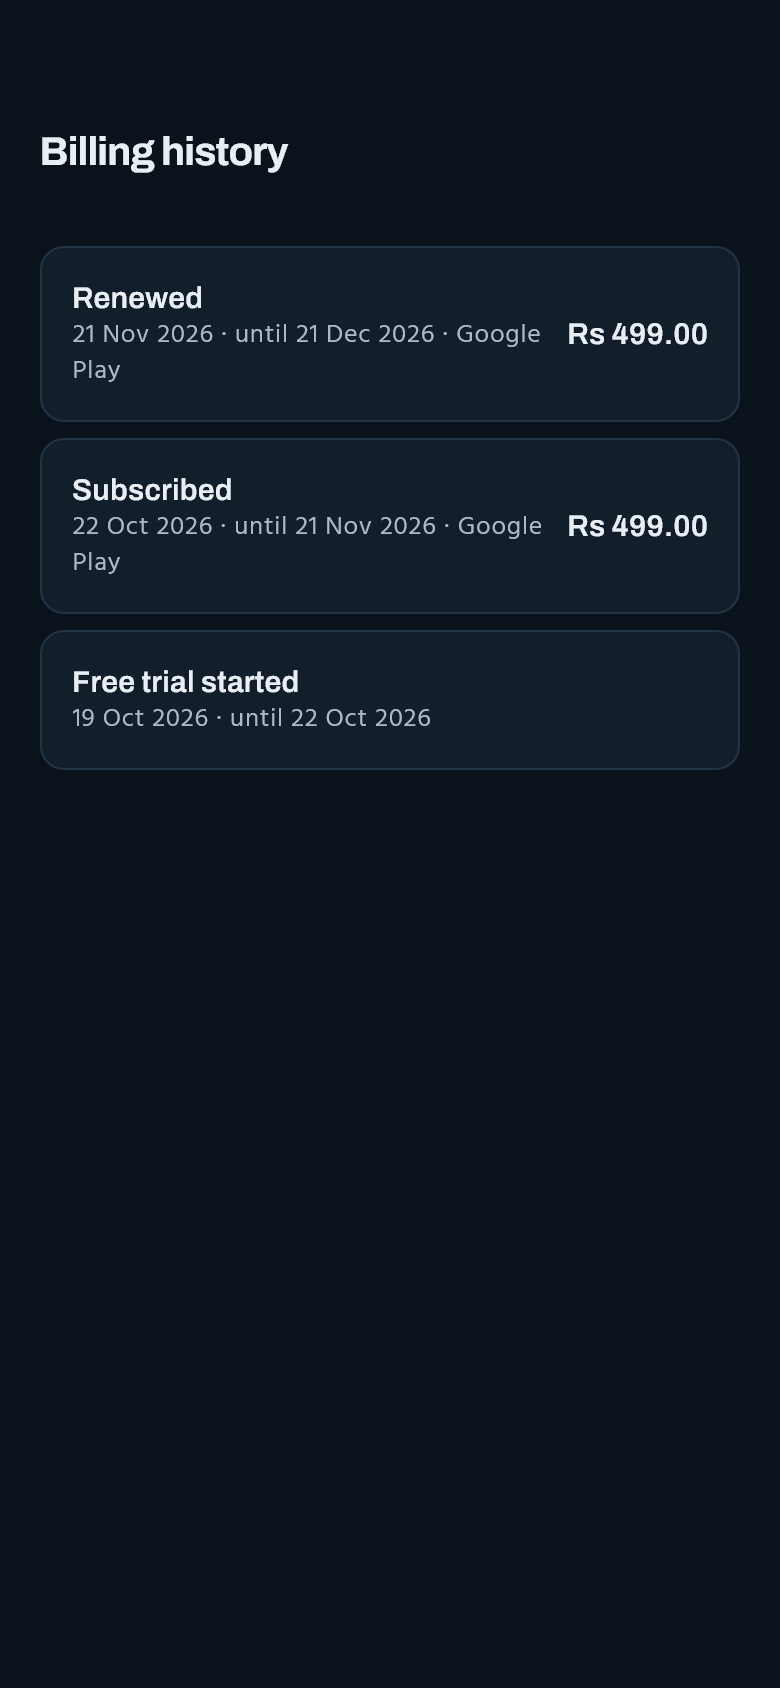 Billing history
Renewed
21 Nov 2026 · until 21 Dec 2026 · Google
Play
Rs 499.00
Subscribed
22 Oct 2026 · until 21 Nov 2026 · Google
Play
Rs 499.00
Free trial started
19 Oct 2026 · until 22 Oct 2026